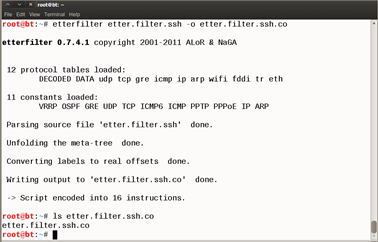 root@bt: ~
File Edit View Terminal Help
root@bt:~# etterfilter etter.filter.ssh -o etter.filter.ssh.co
etterfilter 0.7.4.1 copyright 2001-2011 ALoR & NaGA
12 protocol tables loaded:
DECODED DATA udp tcp gre icmp ip arp wifi fddi tr eth
11 constants loaded:
VRRP OSPF GRE UDP TCP ICMP6 ICMP PPTP PPPoE IP ARP
Parsing source file 'etter.filter.ssh'  done.
Unfolding the meta-tree  done.
Converting labels to real offsets  done.
Writing output to 'etter.filter.ssh.co'  done.
-> Script encoded into 16 instructions.
root@bt:~# ls etter.filter.ssh.co
etter.filter.ssh.co
root@bt:~#